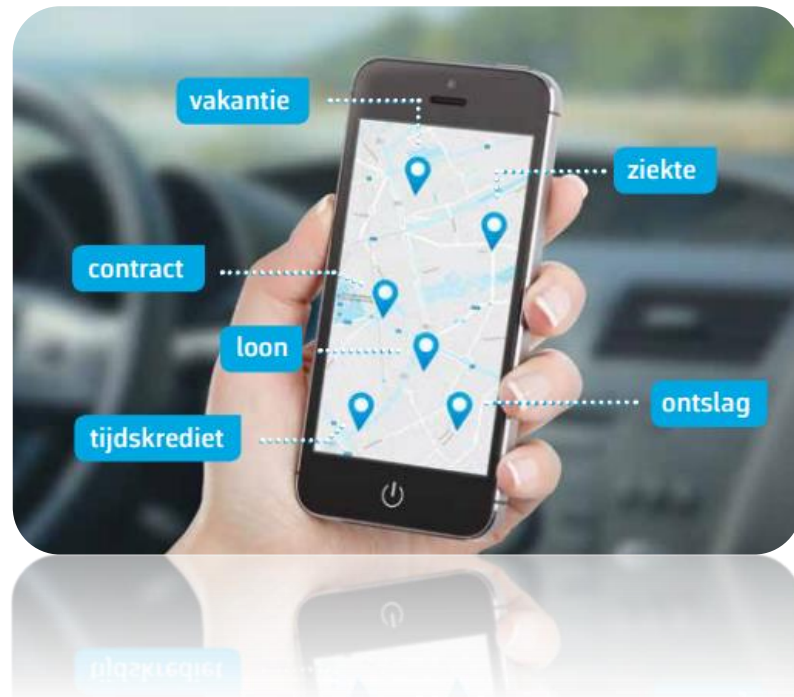 vakantie
ziekte
contract
loon
ontslag
tijdskrediet